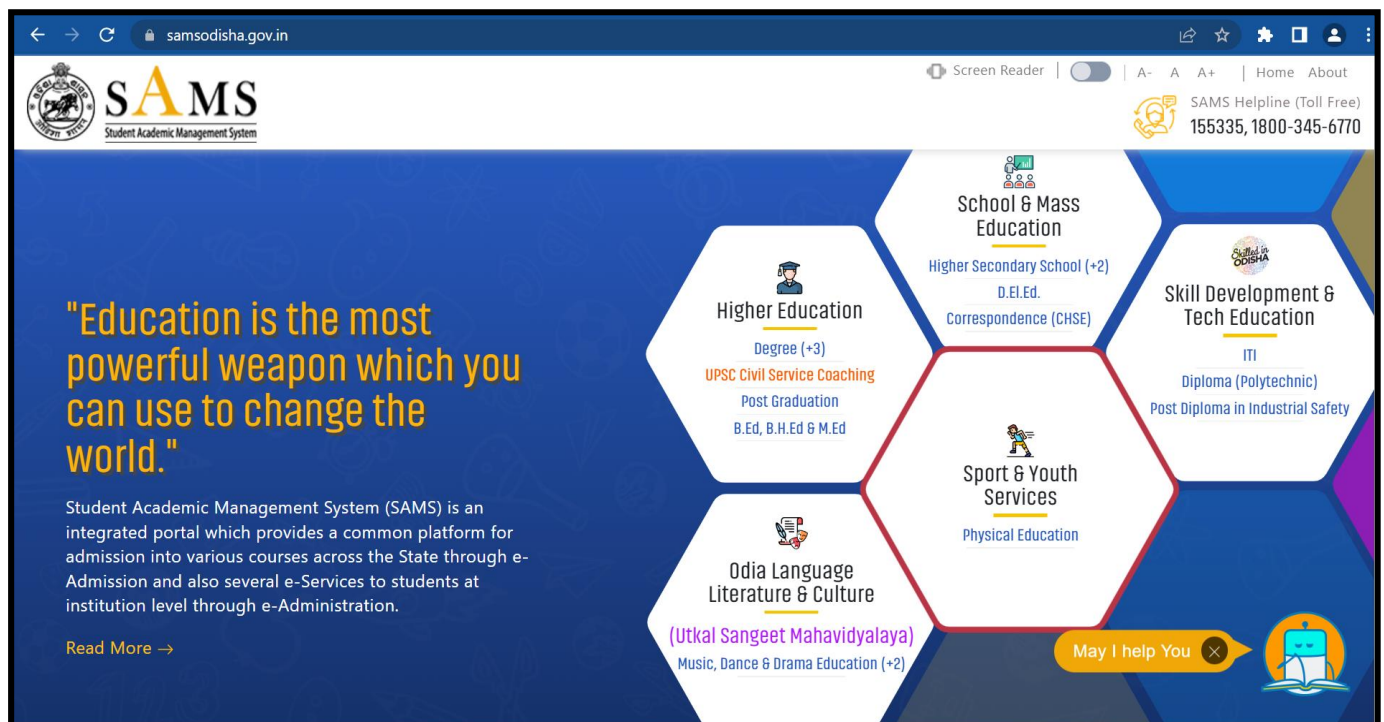 samsodisha.gov.in
Screen Reader | A- A A+ | Home About
SAMS
Student Academic Management System
SAMS Helpline (Toll Free)
155335, 1800-345-6770
"Education is the most
powerful weapon which you
can use to change the
world."
Student Academic Management System (SAMS) is an
integrated portal which provides a common platform for
admission into various courses across the State through e-
Admission and also several e-Services to students at
institution level through e-Administration.
Read More →
School & Mass
Education
Higher Secondary School (+2)
D.El.Ed.
Correspondence (CHSE)
Higher Education
Degree (+3)
UPSC Civil Service Coaching
Post Graduation
B.Ed, B.H.Ed & M.Ed
Skilled in
ODISHA
Skill Development &
Tech Education
ITI
Diploma (Polytechnic)
Post Diploma in Industrial Safety
Sport & Youth
Services
Physical Education
Odia Language
Literature & Culture
(Utkal Sangeet Mahavidyalaya)
Music, Dance & Drama Education (+2)
May I help You